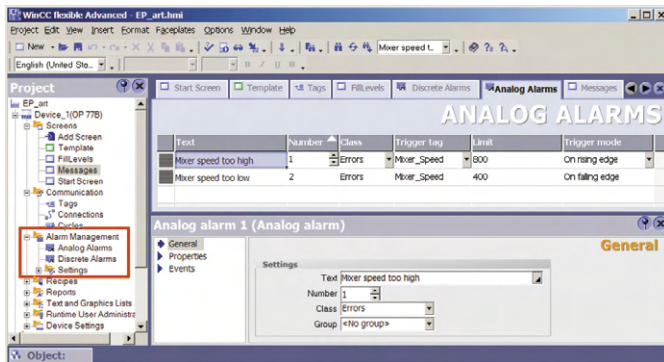 WinCC flexible Advanced - EP_art.hmi
Project Edit View Insert Format Faceplates Options Window Help
New
Mixer speed t..
English (United Sta..
Project
Start Screen Template Tags FillLevels Discrete Alarms Analog Alarms Messages
ANALOG ALARMS
EP_art
Device_1(OP 77B)
Screens
Add Screen
Template
FillLevels
Messages
Start Screen
Communication
Tags
Connections
Cycles
Alarm Management
Analog Alarms
Discrete Alarms
Settings
Recipes
Reports
Text and Graphics Lists
Runtime User Administra
Device Settings
Text Number Class Trigger tag Limit Trigger mode
Mixer speed too high 1 Errors Mixer_Speed 800 On rising edge
Mixer speed too low 2 Errors Mixer_Speed 400 On falling edge
Analog alarm 1 (Analog alarm)
General
Properties
Events
General
Settings
Text Mixer speed too high
Number 1
Class Errors
Group <No group>
Object: